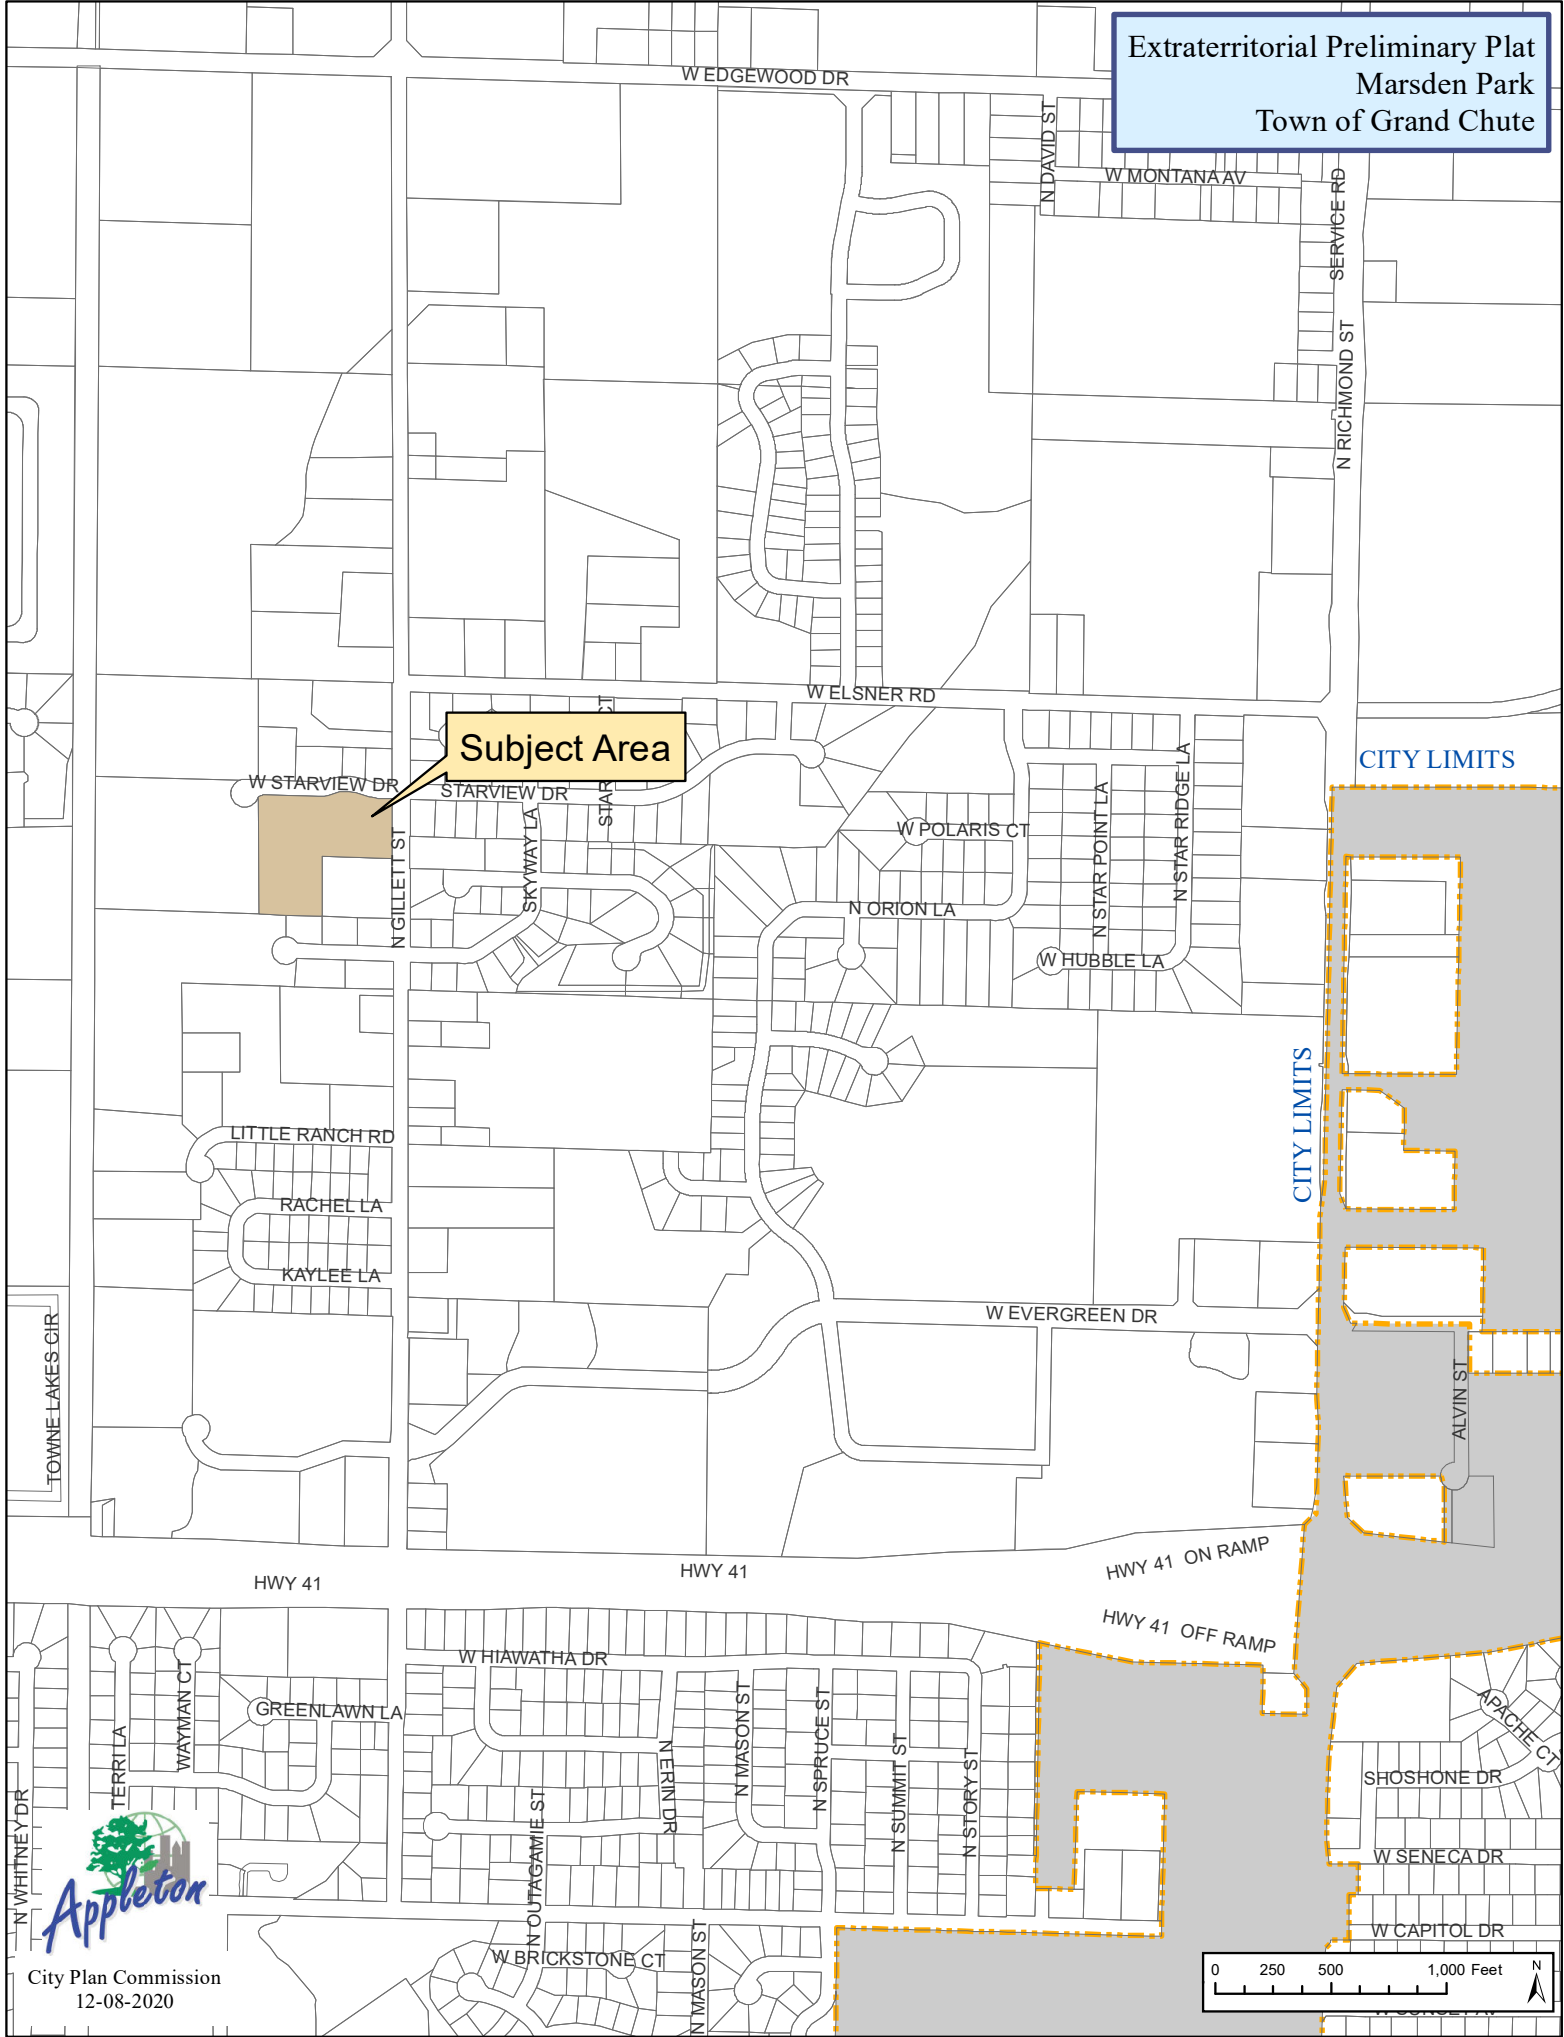 Extraterritorial Preliminary Plat
Marsden Park
Town of Grand Chute
W EDGEWOOD DR
N DAVID ST
W MONTANA AV
SERVICE RD
N RICHMOND ST
W ELSNER RD
CT
Subject Area
CITY LIMITS
W STARVIEW DR
STARVIEW DR
STAR
N GILLETT ST
SKYWAY LA
W POLARIS CT
N STAR POINT LA
N STAR RIDGE LA
N ORION LA
W HUBBLE LA
CITY LIMITS
LITTLE RANCH RD
RACHEL LA
KAYLEE LA
W EVERGREEN DR
TOWNE LAKES CIR
ALVIN ST
HWY 41
HWY 41
HWY 41 ON RAMP
HWY 41 OFF RAMP
W HIAWATHA DR
GREENLAWN LA
WAYMAN CT
TERRI LA
N WHITNEY DR
N ERIN DR
N MASON ST
N SPRUCE ST
N SUMMIT ST
N STORY ST
N OUTAGAMIE ST
APACHE CT
SHOSHONE DR
W SENECA DR
W CAPITOL DR
W BRICKSTONE CT
N MASON ST
Appleton
City Plan Commission
12-08-2020
0 250 500 1,000 Feet
N